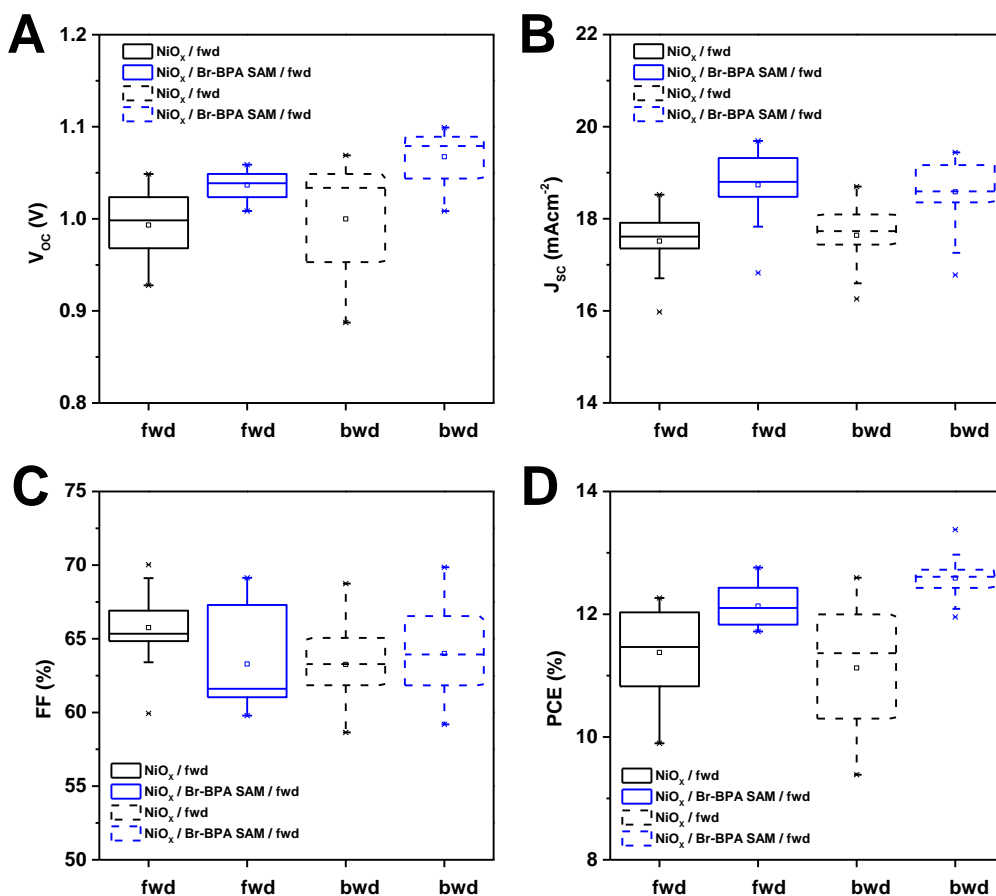 A
1.2
NiOx / fwd
NiOx / Br-BPA SAM / fwd
NiOx / fwd
NiOx / Br-BPA SAM / fwd
1.1
1.0
0.9
0.8
VOC (V)
fwd fwd bwd bwd
B
22
NiOx / fwd
NiOx / Br-BPA SAM / fwd
NiOx / fwd
NiOx / Br-BPA SAM / fwd
20
18
16
14
JSC (mAcm-2)
fwd fwd bwd bwd
C
75
70
65
60
55
50
FF (%)
NiOx / fwd
NiOx / Br-BPA SAM / fwd
NiOx / fwd
NiOx / Br-BPA SAM / fwd
fwd fwd bwd bwd
D
14
12
10
8
PCE (%)
NiOx / fwd
NiOx / Br-BPA SAM / fwd
NiOx / fwd
NiOx / Br-BPA SAM / fwd
fwd fwd bwd bwd